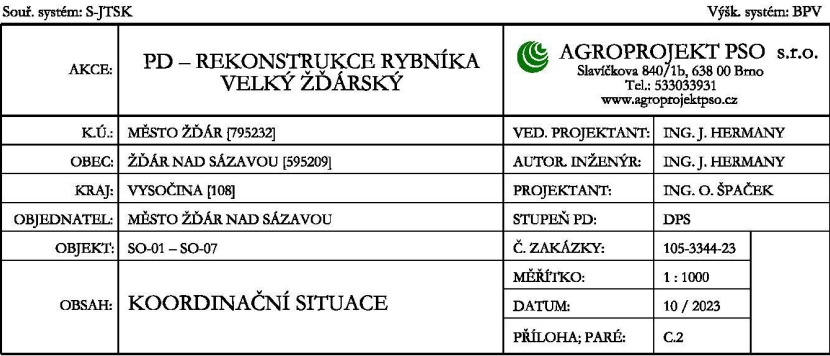 Souř. systém: S-JTSK
Výšk. systém: BPV
AKCE: PD – REKONSTRUKCE RYBNÍKA
VELKÝ ŽĎÁRSKÝ
AGROPROJEKT PSO s.r.o.
Slavíčkova 840/1b, 638 00 Brno
Tel.: 533033931
www.agroprojektpso.cz
K.Ú.: MĚSTO ŽĎÁR [795232]
VED. PROJEKTANT: ING. J. HERMANY
OBEC: ŽĎÁR NAD SÁZAVOU [595209]
AUTOR. INŽENÝR: ING. J. HERMANY
KRAJ: VYSOČINA [108]
PROJEKTANT: ING. O. ŠPAČEK
OBJEDNATEL: MĚSTO ŽĎÁR NAD SÁZAVOU
STUPEŇ PD: DPS
OBJEKT: SO-01 – SO-07
Č. ZAKÁZKY: 105-3344-23
OBSAH: KOORDINAČNÍ SITUACE
MĚŘÍTKO: 1 : 1000
DATUM: 10 / 2023
PŘÍLOHA; PARÉ: C.2